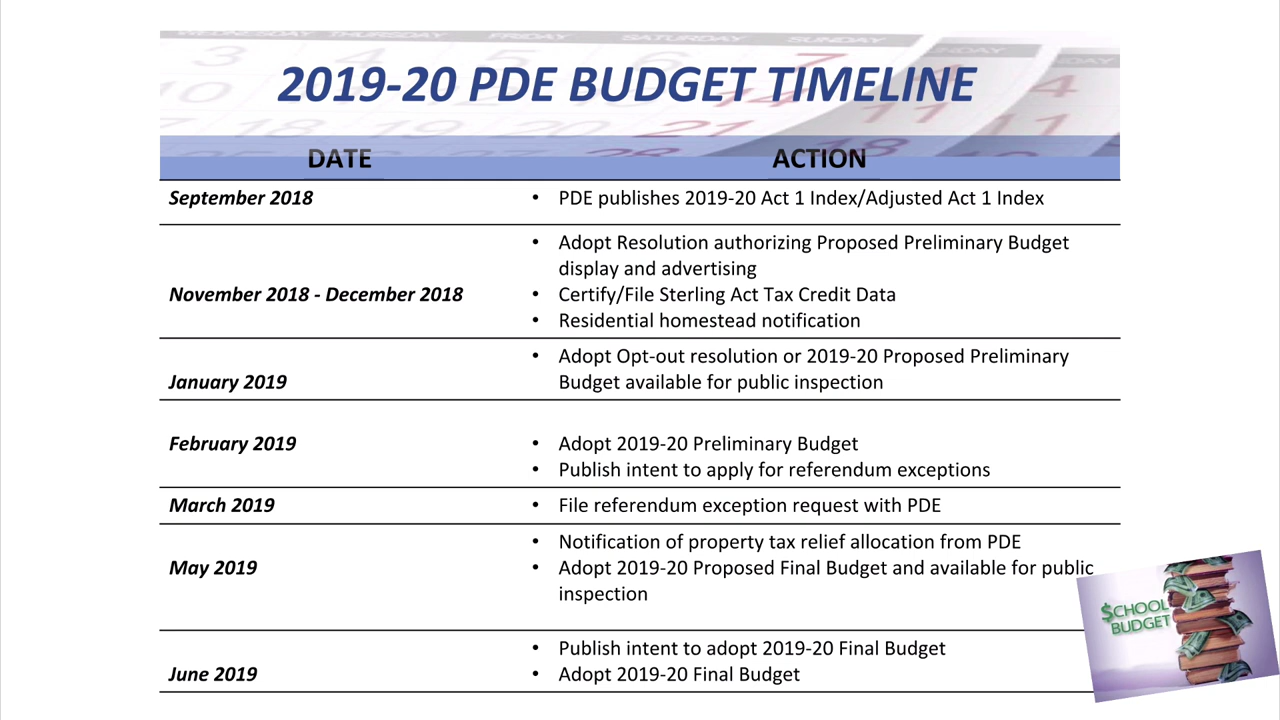 WEDNESDAY THURSDAY FRIDAY SATURDAY SUNDAY
2019-20 PDE BUDGET TIMELINE
DATE ACTION
September 2018 • PDE publishes 2019-20 Act 1 Index/Adjusted Act 1 Index
• Adopt Resolution authorizing Proposed Preliminary Budget
display and advertising
November 2018 - December 2018 • Certify/File Sterling Act Tax Credit Data
• Residential homestead notification
• Adopt Opt-out resolution or 2019-20 Proposed Preliminary
January 2019 Budget available for public inspection
February 2019 • Adopt 2019-20 Preliminary Budget
• Publish intent to apply for referendum exceptions
March 2019 • File referendum exception request with PDE
• Notification of property tax relief allocation from PDE
May 2019 • Adopt 2019-20 Proposed Final Budget and available for public
inspection
• Publish intent to adopt 2019-20 Final Budget
June 2019 • Adopt 2019-20 Final Budget
$CHOOL
BUDGET